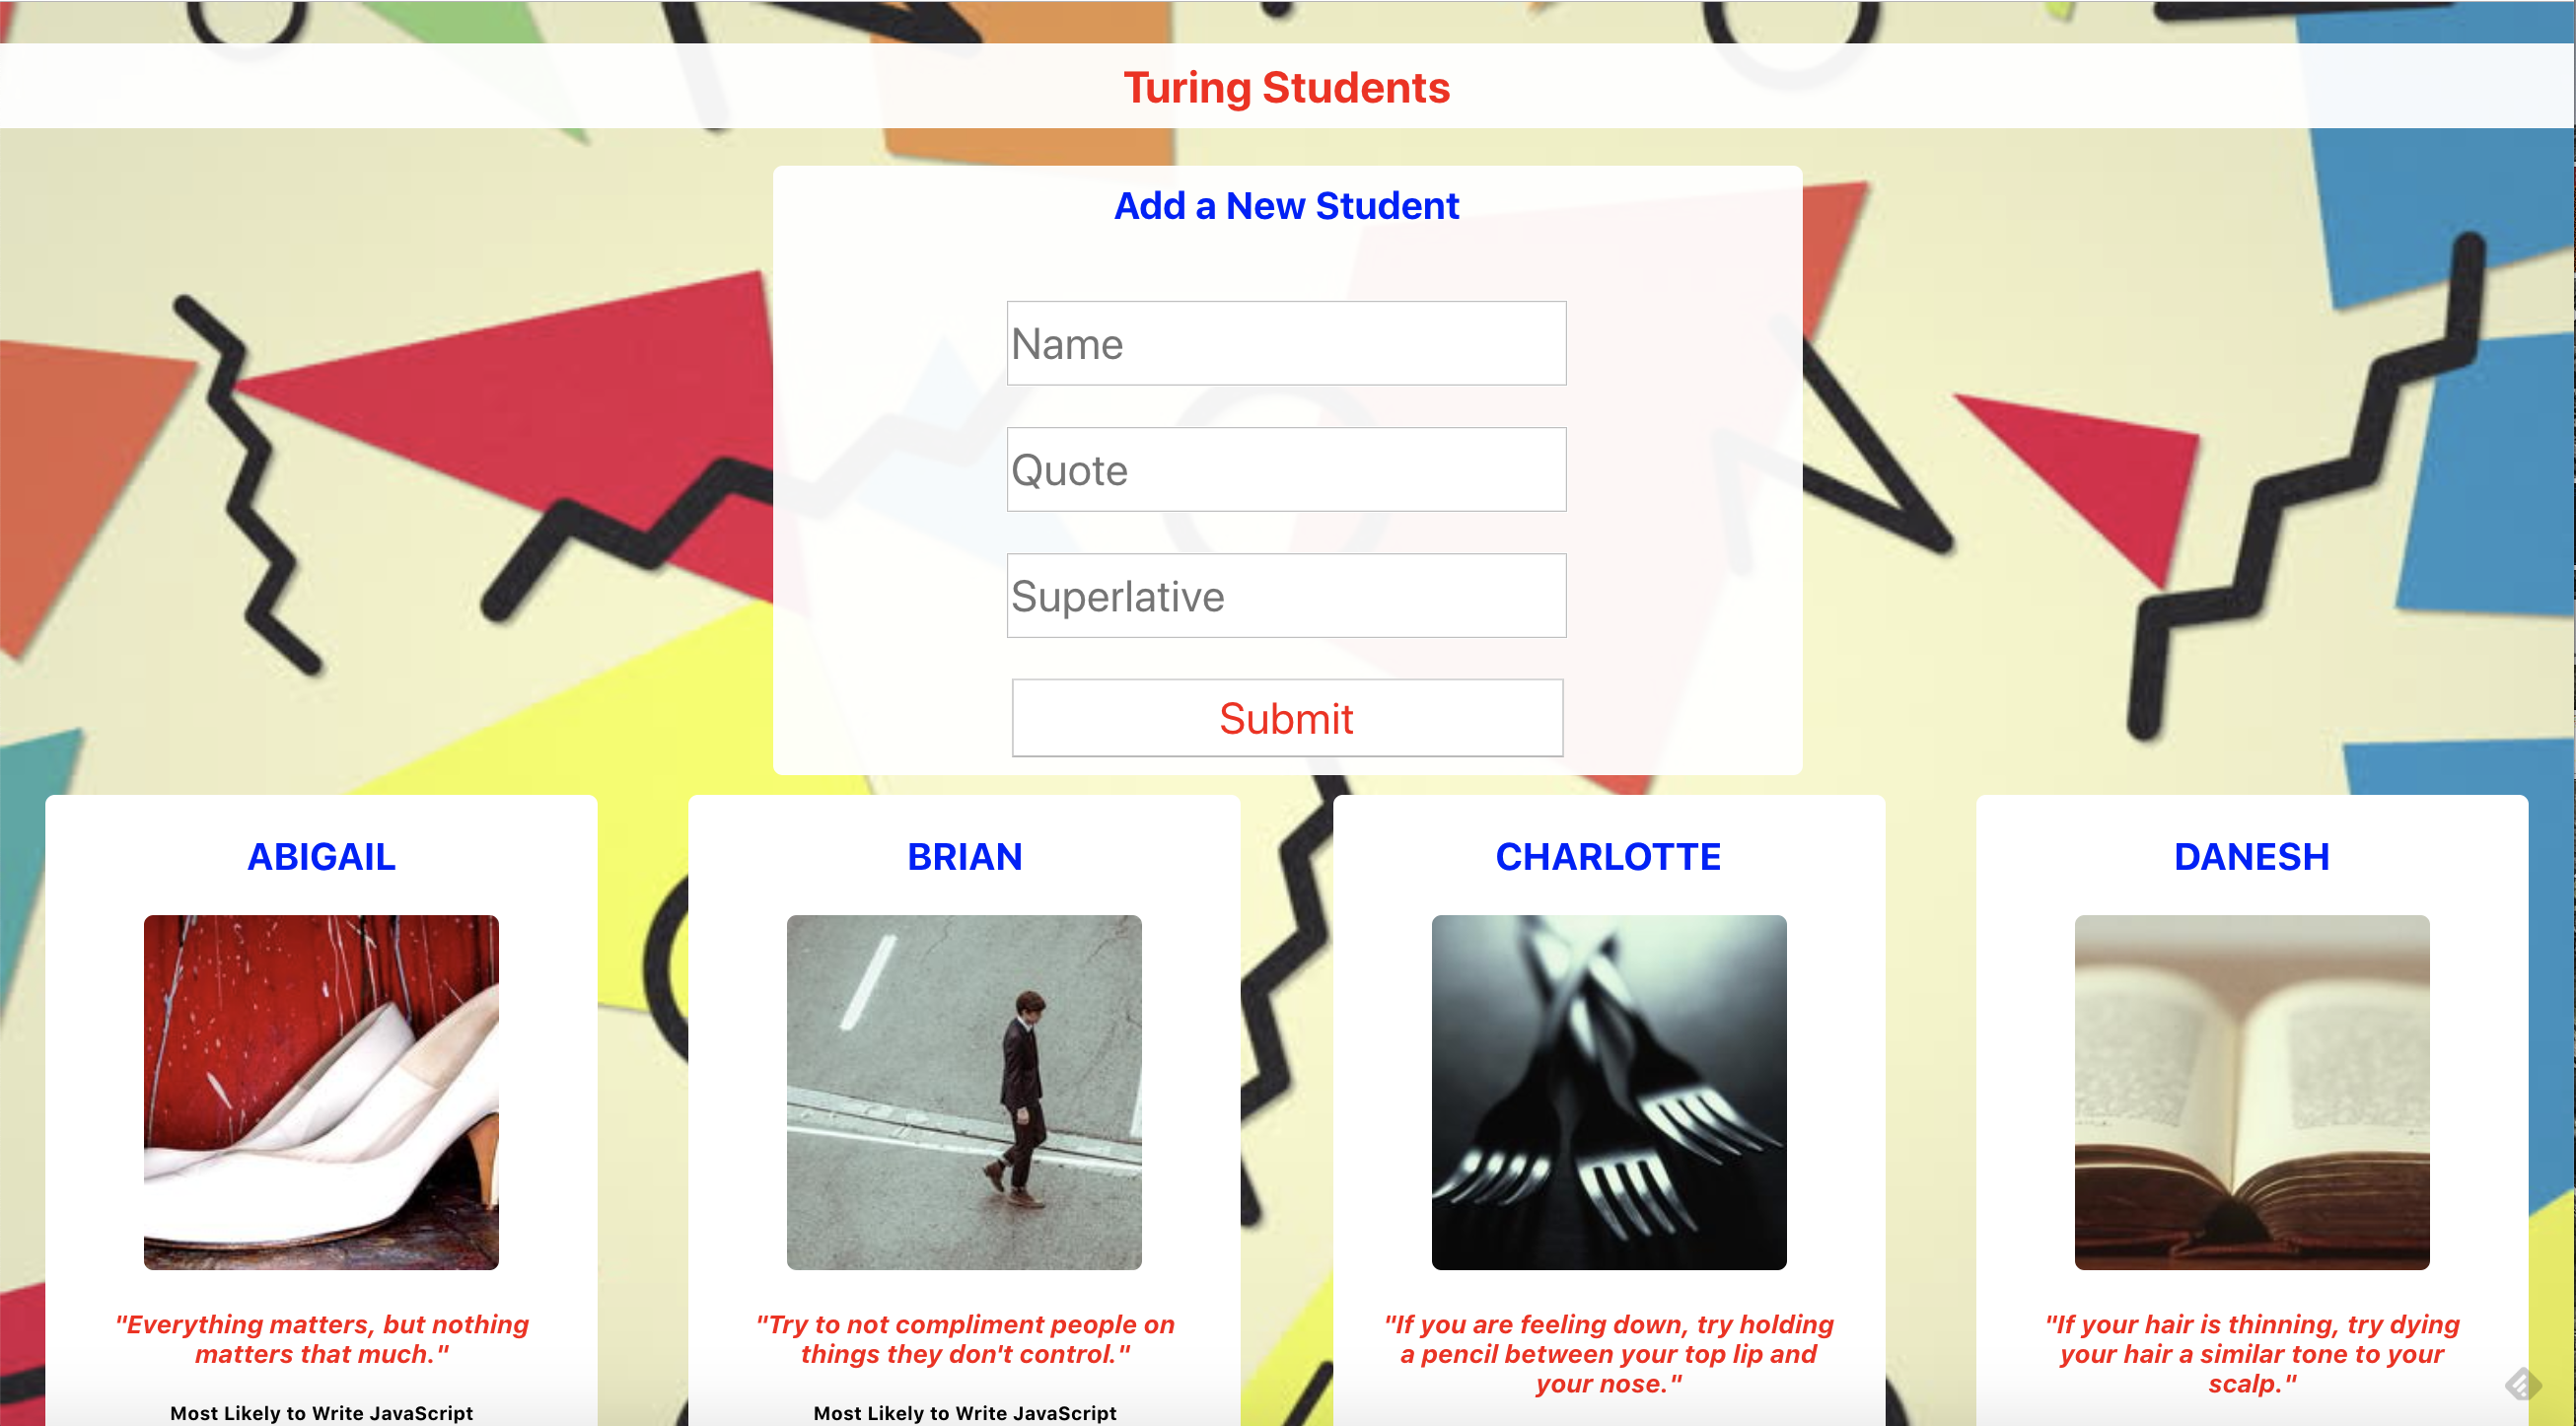 Turing Students
Add a New Student
Name
Quote
Superlative
Submit
ABIGAIL
"Everything matters, but nothing
matters that much."
Most Likely to Write JavaScript
BRIAN
"Try to not compliment people on
things they don't control."
Most Likely to Write JavaScript
CHARLOTTE
"If you are feeling down, try holding
a pencil between your top lip and
your nose."
DANESH
"If your hair is thinning, try dying
your hair a similar tone to your
scalp."